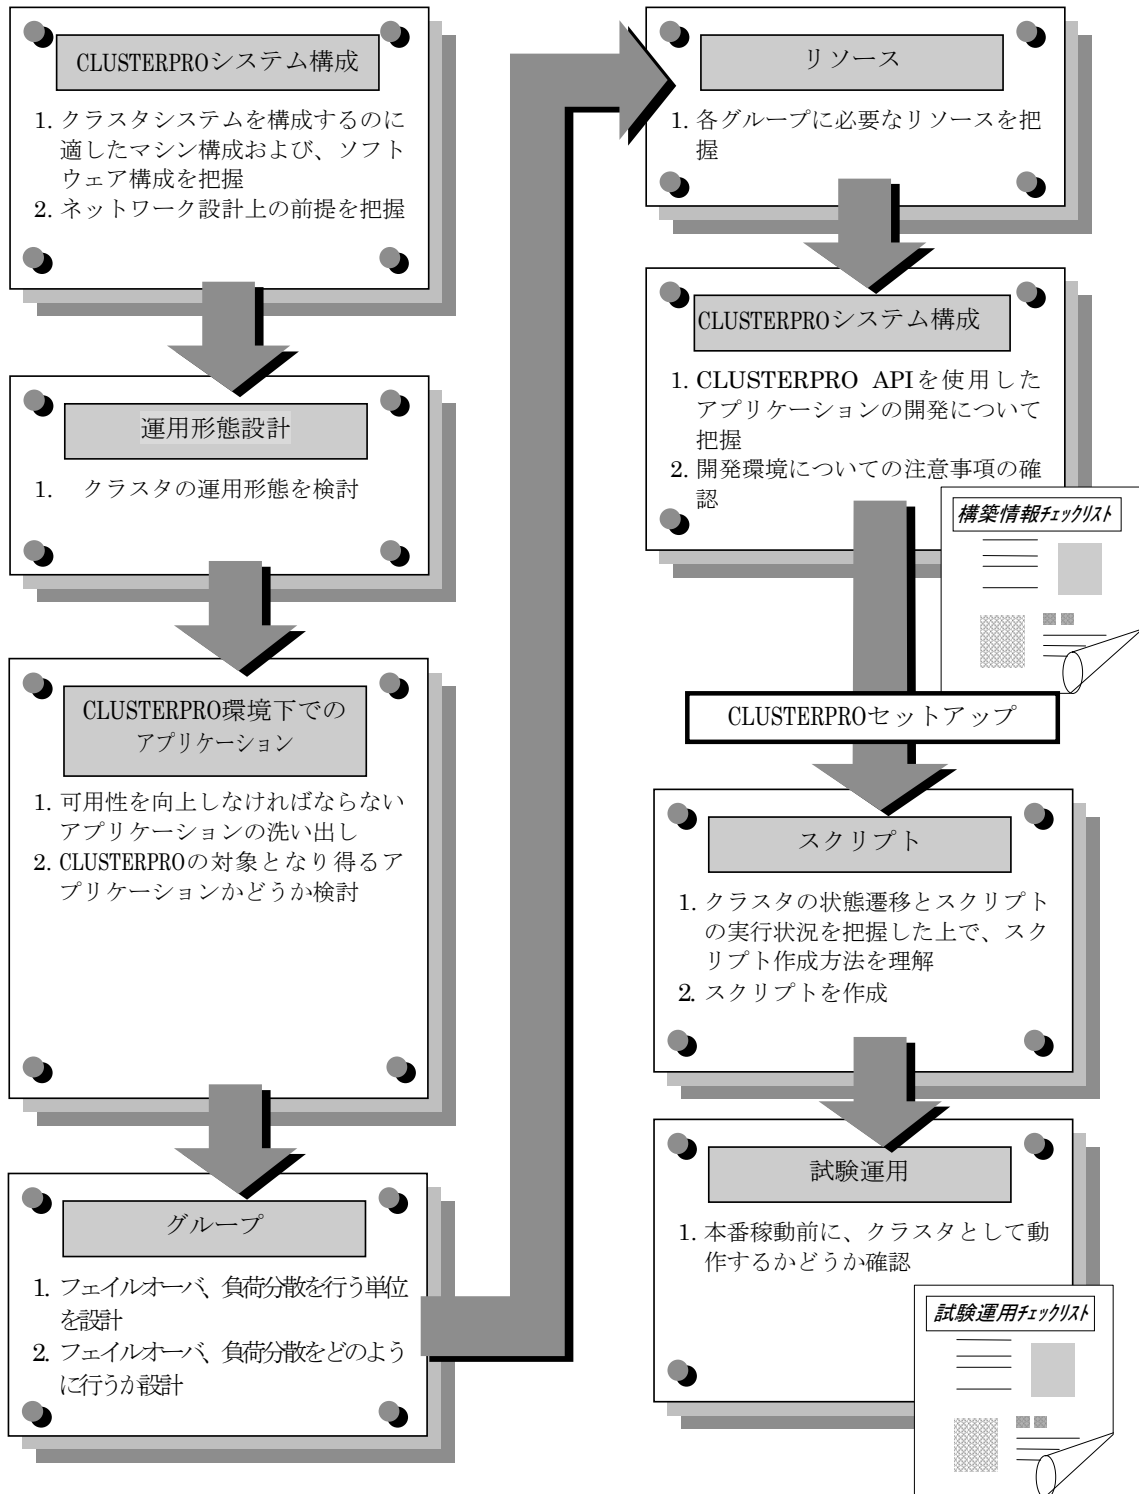 CLUSTERPROシステム構成
1. クラスタシステムを構成するのに
適したマシン構成および、ソフト
ウェア構成を把握
2. ネットワーク設計上の前提を把握
運用形態設計
1. クラスタの運用形態を検討
CLUSTERPRO環境下での
アプリケーション
1. 可用性を向上しなければならない
アプリケーションの洗い出し
2. CLUSTERPROの対象となり得るア
プリケーションかどうか検討
グループ
1. フェイルオーバ、負荷分散を行う単位
を設計
2. フェイルオーバ、負荷分散をどのよう
に行うか設計
リソース
1. 各グループに必要なリソースを把
握
CLUSTERPROシステム構成
1. CLUSTERPRO APIを使用した
アプリケーションの開発について
把握
2. 開発環境についての注意事項の確
認
構築情報ﾁｪｯｸﾘｽﾄ
CLUSTERPROセットアップ
スクリプト
1. クラスタの状態遷移とスクリプト
の実行状況を把握した上で、スク
リプト作成方法を理解
2. スクリプトを作成
試験運用
1. 本番稼動前に、クラスタとして動
作するかどうか確認
試験運用ﾁｪｯｸﾘｽﾄ